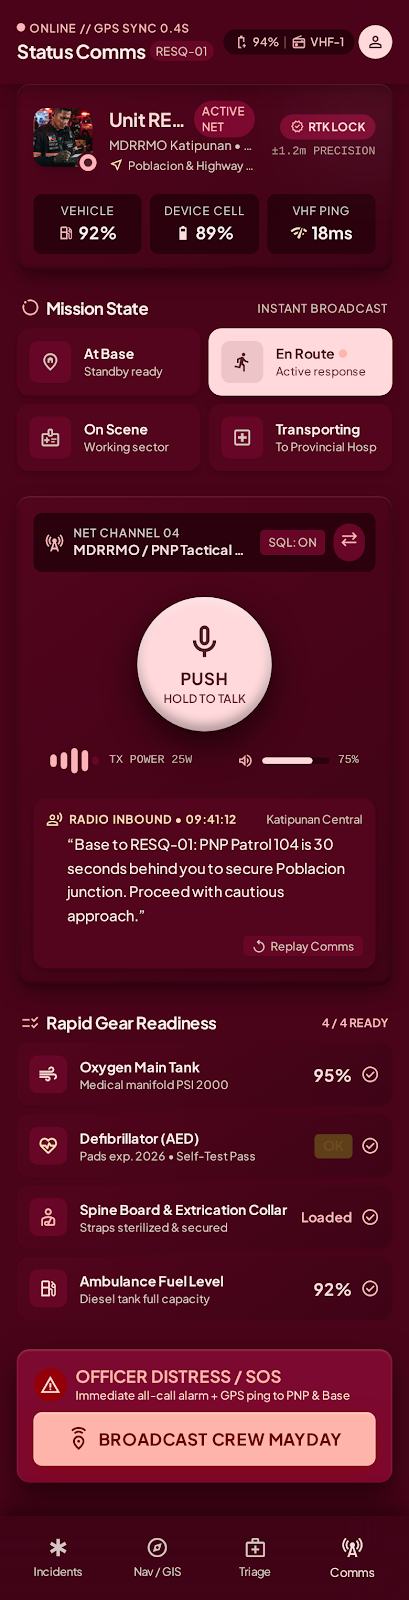 ONLINE // GPS SYNC 0.4S
Status Comms RESQ-01
94% | VHF-1
Unit RE... ACTIVE NET
MDRRMO Katipunan • ...
Poblacion & Highway ...
RTK LOCK
±1.2m PRECISION
VEHICLE
92%
DEVICE CELL
89%
VHF PING
18ms
Mission State INSTANT BROADCAST
At Base
Standby ready
En Route
Active response
On Scene
Working sector
Transporting
To Provincial Hosp
NET CHANNEL 04
MDRRMO / PNP Tactical ...
SQL: ON
PUSH
HOLD TO TALK
TX POWER 25W 75%
RADIO INBOUND • 09:41:12 Katipunan Central
“Base to RESQ-01: PNP Patrol 104 is 30
seconds behind you to secure Poblacion
junction. Proceed with cautious
approach.”
Replay Comms
Rapid Gear Readiness 4 / 4 READY
Oxygen Main Tank
Medical manifold PSI 2000
95%
Defibrillator (AED)
Pads exp. 2026 • Self-Test Pass
OK
Spine Board & Extrication Collar
Straps sterilized & secured
Loaded
Ambulance Fuel Level
Diesel tank full capacity
92%
OFFICER DISTRESS / SOS
Immediate all-call alarm + GPS ping to PNP & Base
BROADCAST CREW MAYDAY
Incidents Nav / GIS Triage Comms